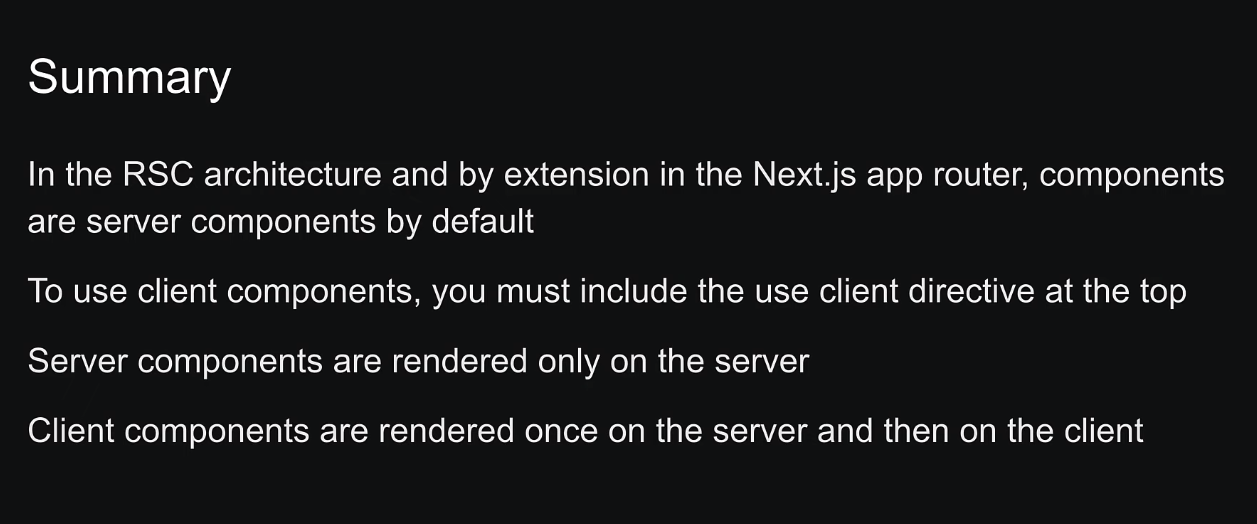 Summary
In the RSC architecture and by extension in the Next.js app router, components
are server components by default
To use client components, you must include the use client directive at the top
Server components are rendered only on the server
Client components are rendered once on the server and then on the client